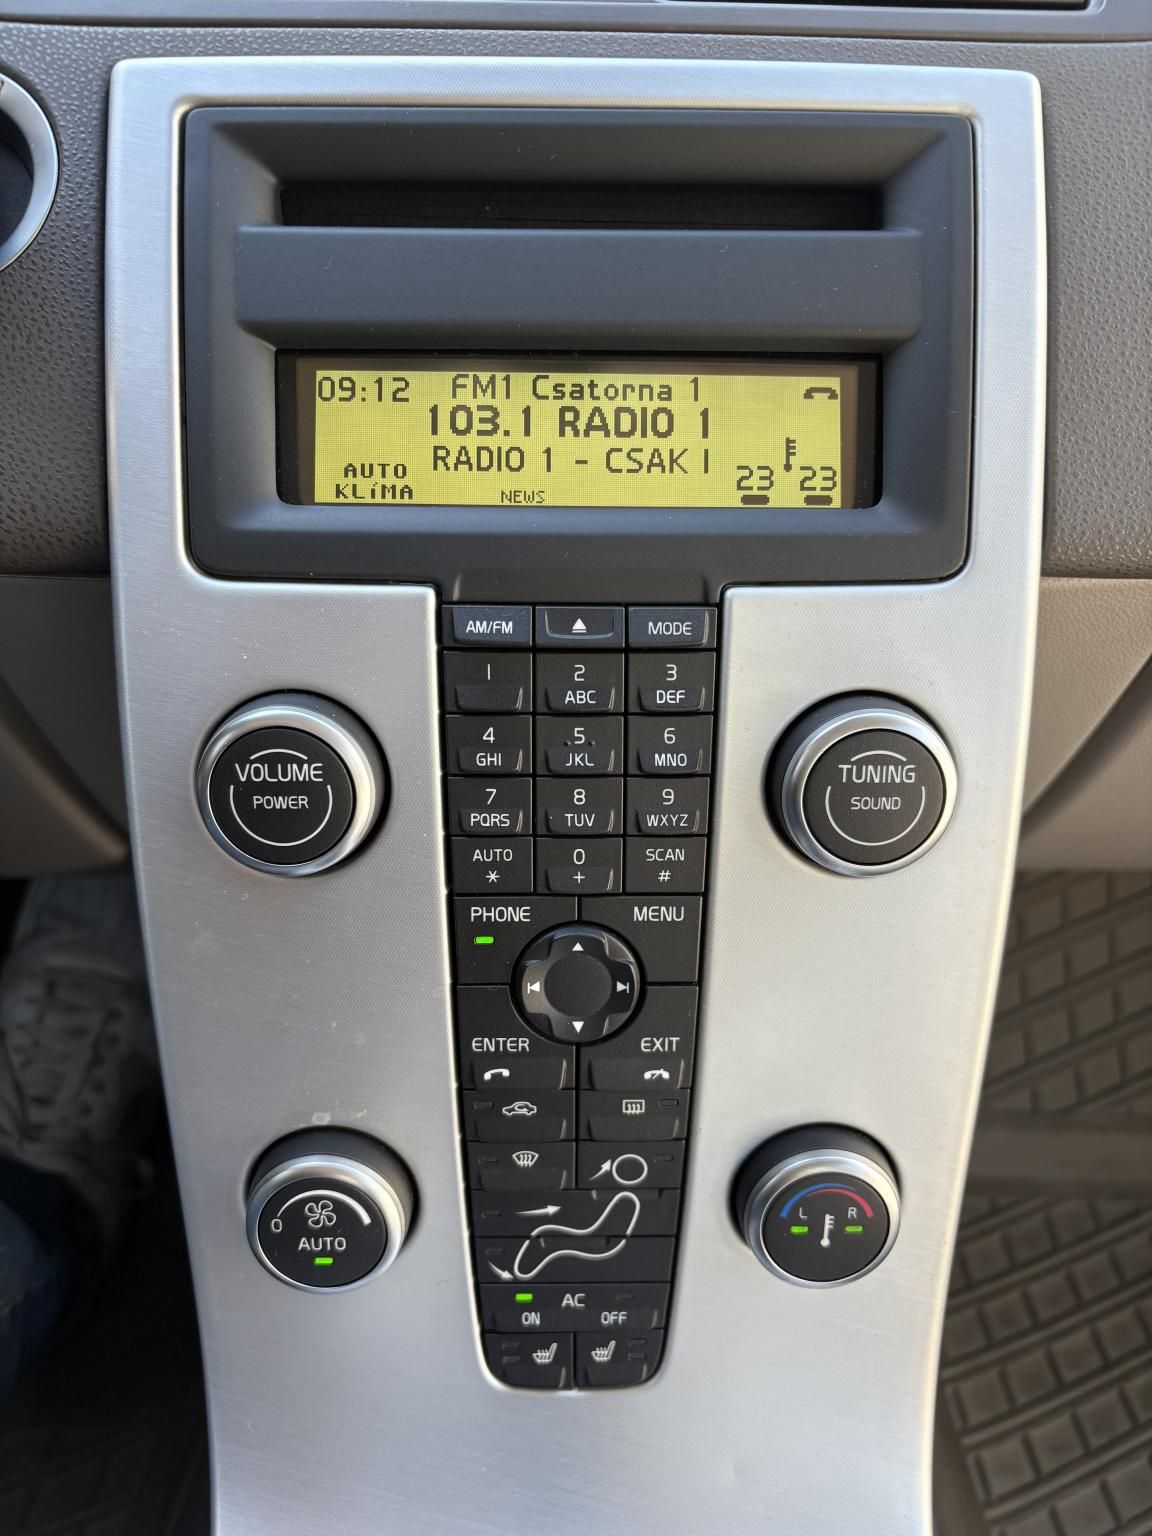 09:12 FM1 Csatorna 1
103.1 RADIO 1
RADIO 1 - CSAK I
AUTO
KLíMA
NEWS
23 23
AM/FM MODE
1 2 3
ABC DEF
4 5 6
GHI JKL MNO
7 8 9
PQRS TUV WXYZ
AUTO 0 SCAN
* + #
VOLUME
POWER
TUNING
SOUND
PHONE MENU
ENTER EXIT
0
AUTO
L R
AC
ON OFF